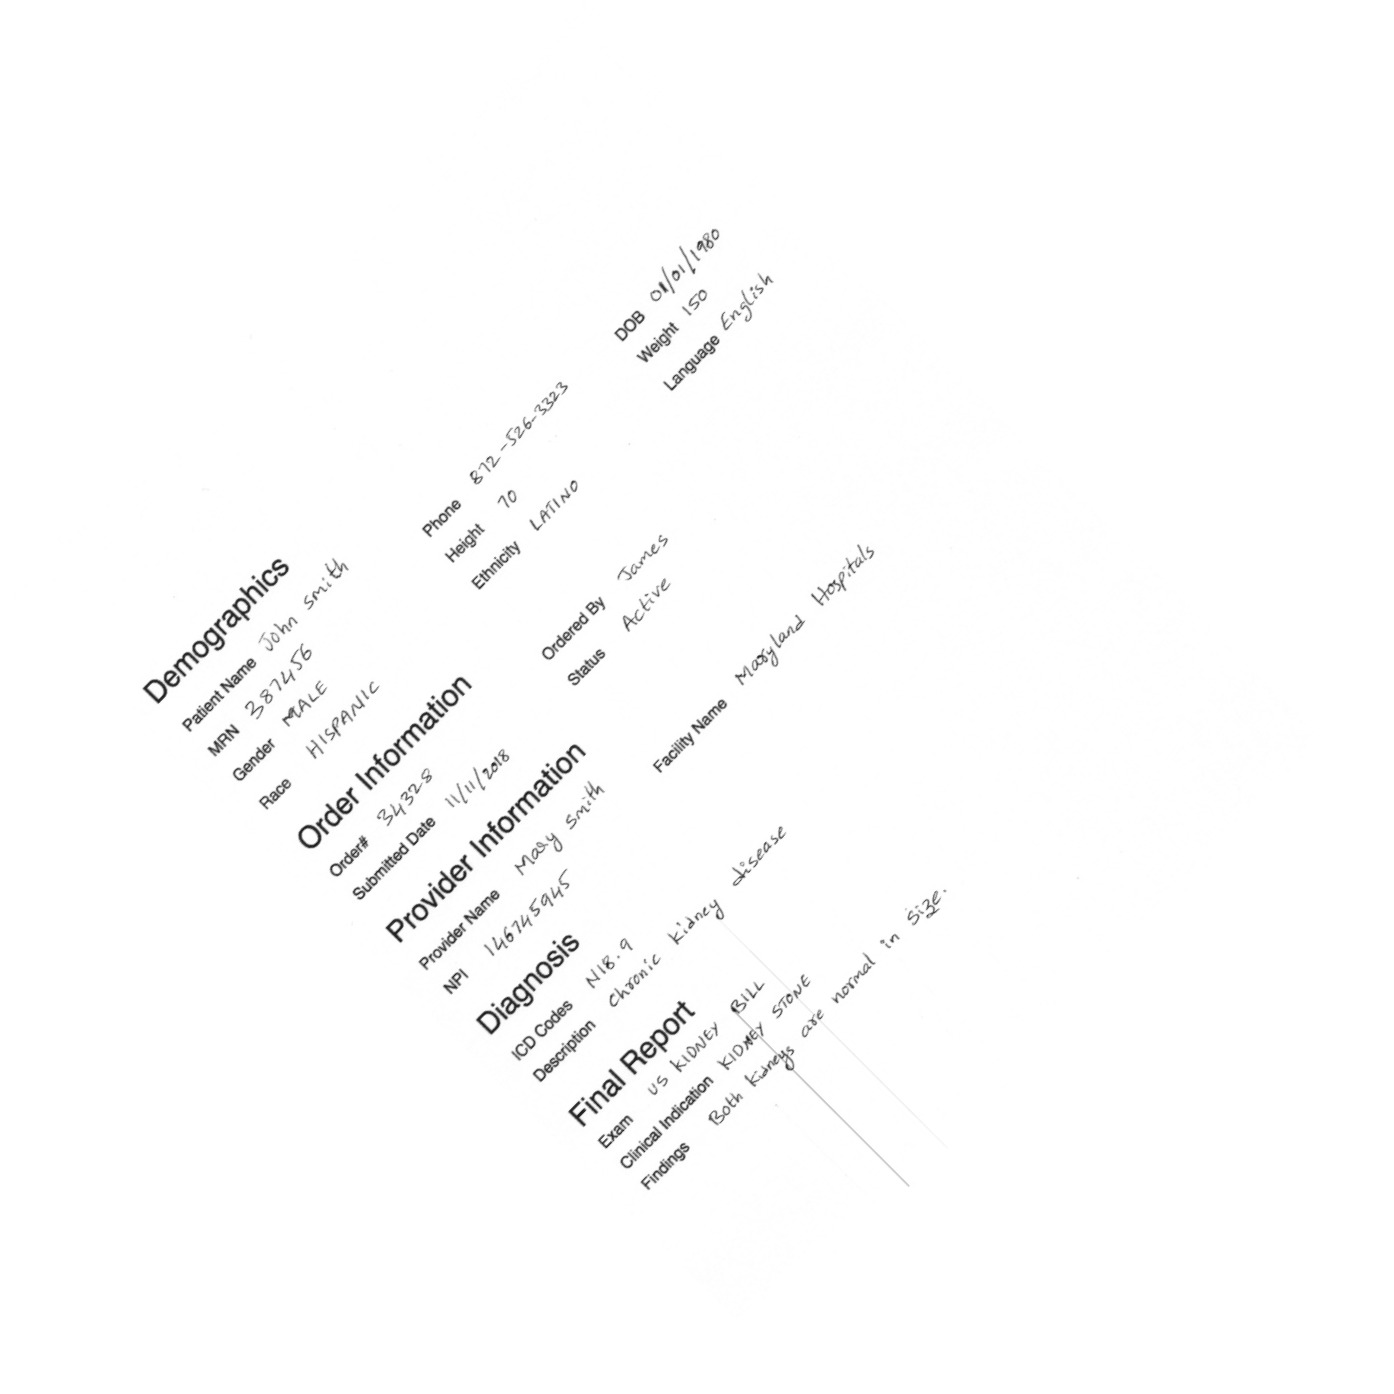 Demographics
Patient Name John Smith Phone 872-526-3323 DOB 01/01/1980
MRN 387456 Height 70 Weight 150
Gender MALE Ethnicity LATINO Language English
Race HISPANIC
Order Information
Order# 34328 Ordered By James
Submitted Date 11/11/2018 Status Active
Provider Information
Provider Name Mary Smith Facility Name Maryland Hospitals
NPI 146745945
Diagnosis
ICD Codes N18.9
Description Chronic Kidney disease
Final Report
Exam US KIDNEY BILL
Clinical Indication KIDNEY STONE
Findings Both Kidneys are normal in Size.